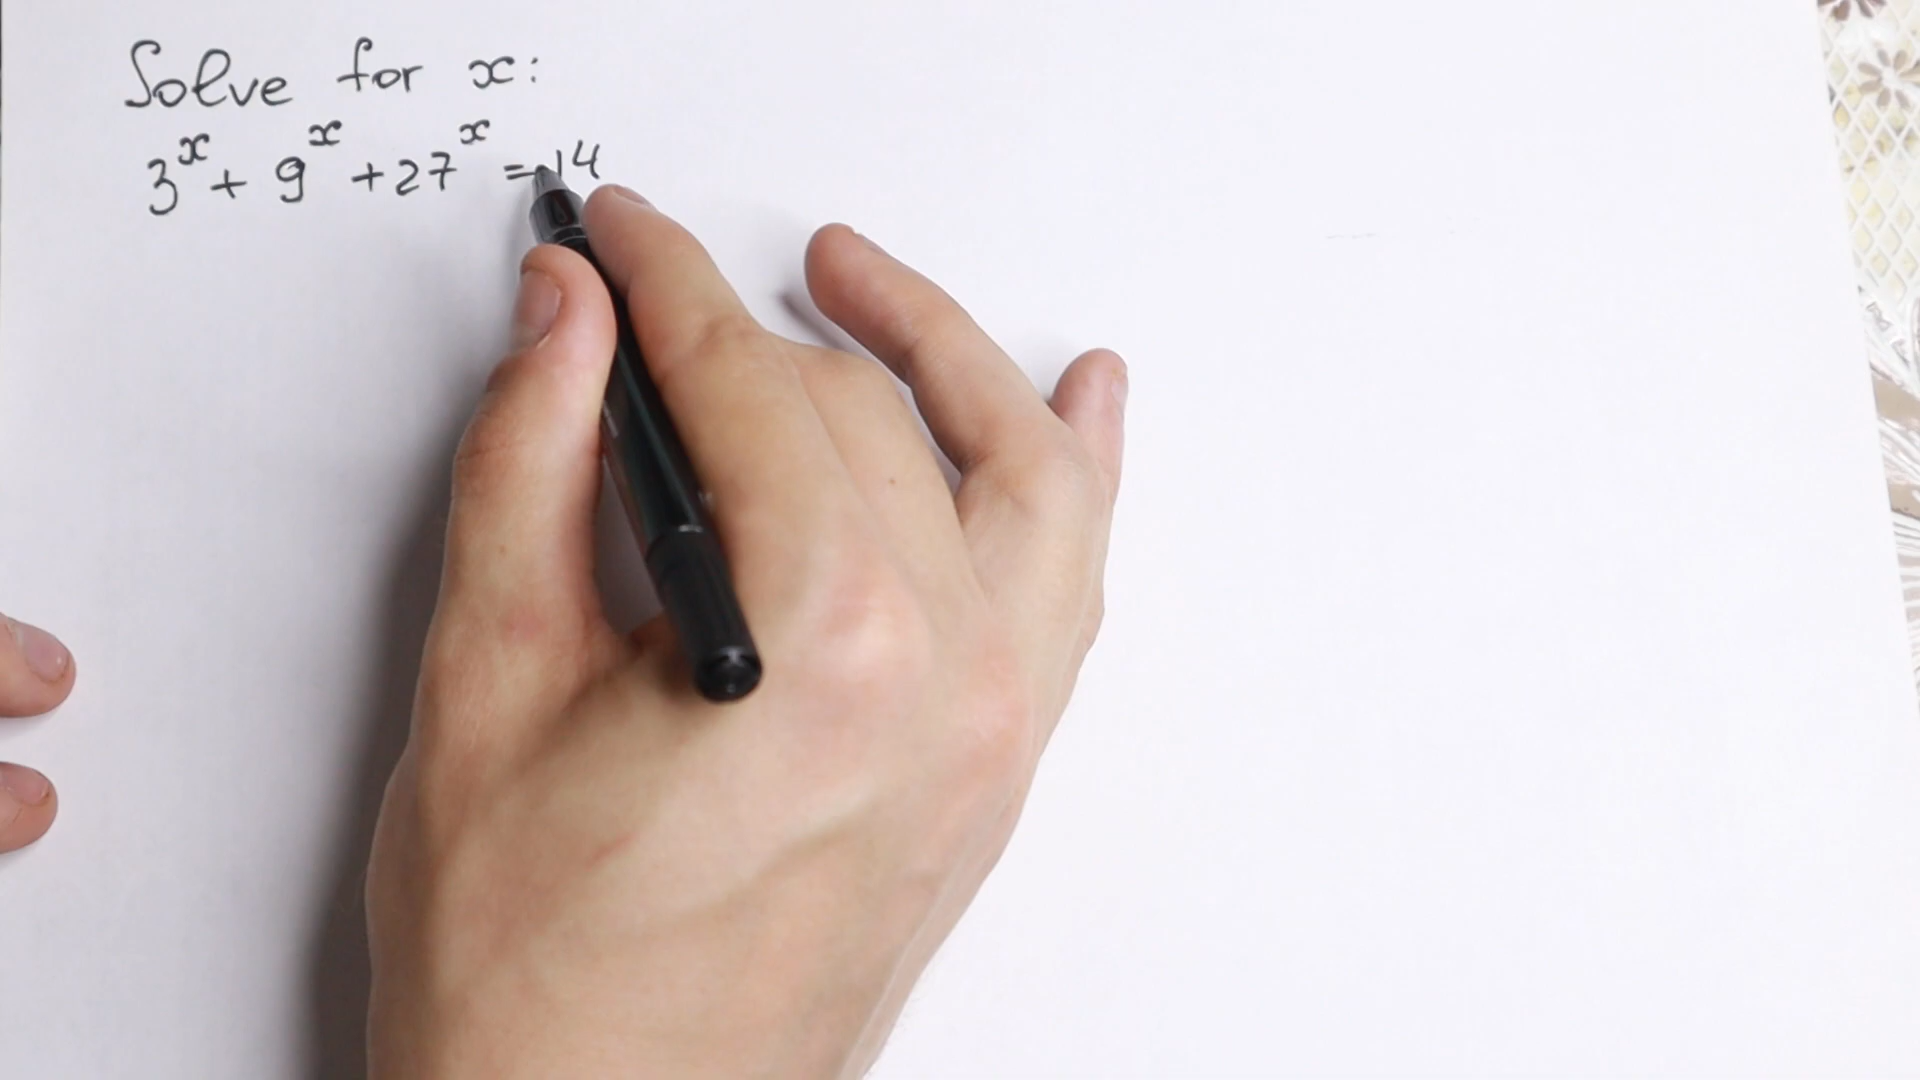 Solve for x:
3^x + 9^x + 27^x = 14